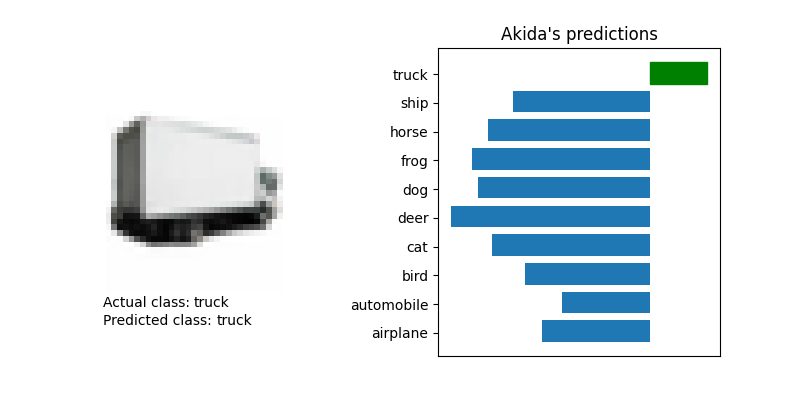 Akida's predictions
truck
ship
horse
frog
dog
deer
cat
bird
automobile
airplane
Actual class: truck
Predicted class: truck